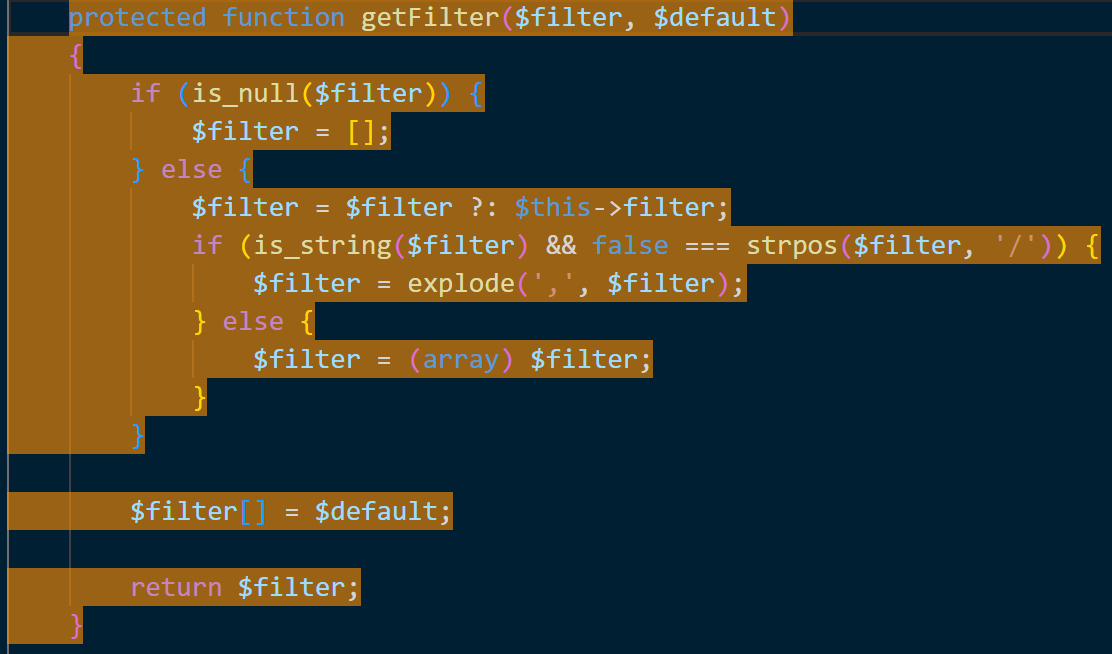 protected function getFilter($filter, $default)
{
if (is_null($filter)) {
$filter = [];
} else {
$filter = $filter ?: $this->filter;
if (is_string($filter) && false === strpos($filter, '/')) {
$filter = explode(',', $filter);
} else {
$filter = (array) $filter;
}
}
$filter[] = $default;
return $filter;
}